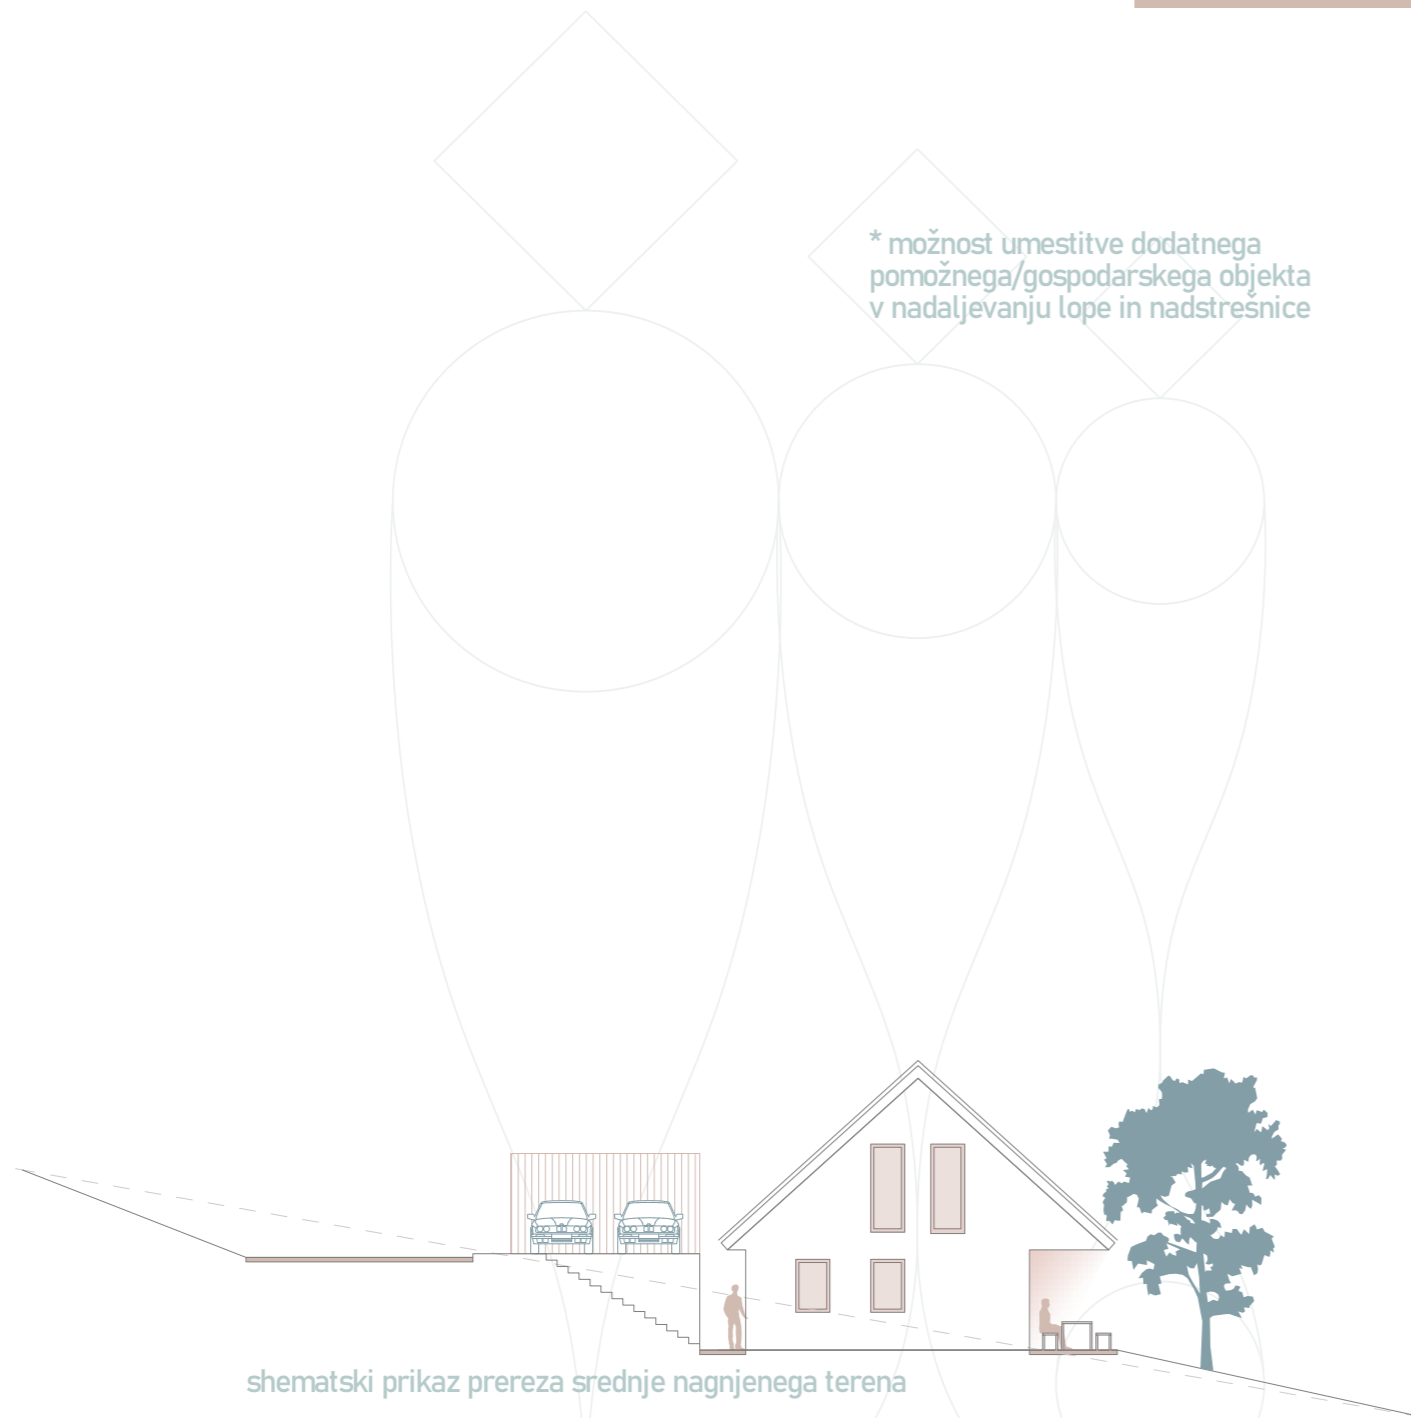 * možnost umestitve dodatnega
pomožnega/gospodarskega objekta
v nadaljevanju lope in nadstrešnice
shematski prikaz prereza srednje nagnjenega terena